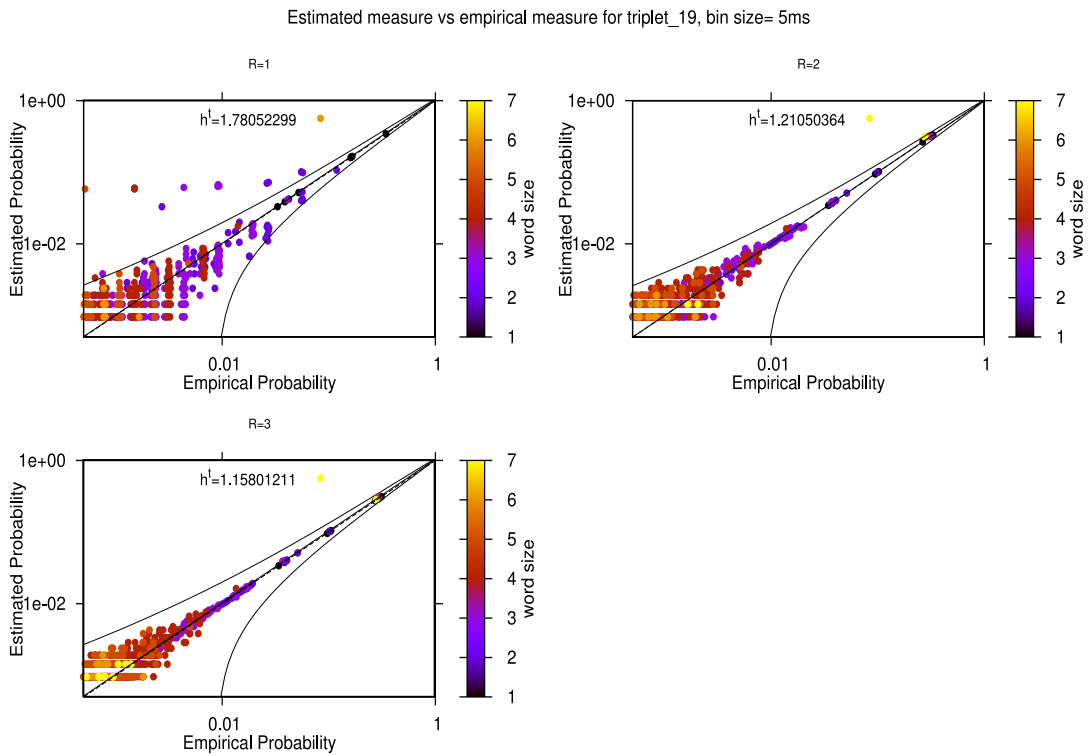 Estimated measure vs empirical measure for triplet_19, bin size= 5ms
R=1
1e+00
1e-02
0.01
1
Estimated Probability
Empirical Probability
h^t=1.78052299
7
6
5
4
3
2
1
word size
R=2
1e+00
1e-02
0.01
1
Estimated Probability
Empirical Probability
h^t=1.21050364
7
6
5
4
3
2
1
word size
R=3
1e+00
1e-02
0.01
1
Estimated Probability
Empirical Probability
h^t=1.15801211
7
6
5
4
3
2
1
word size